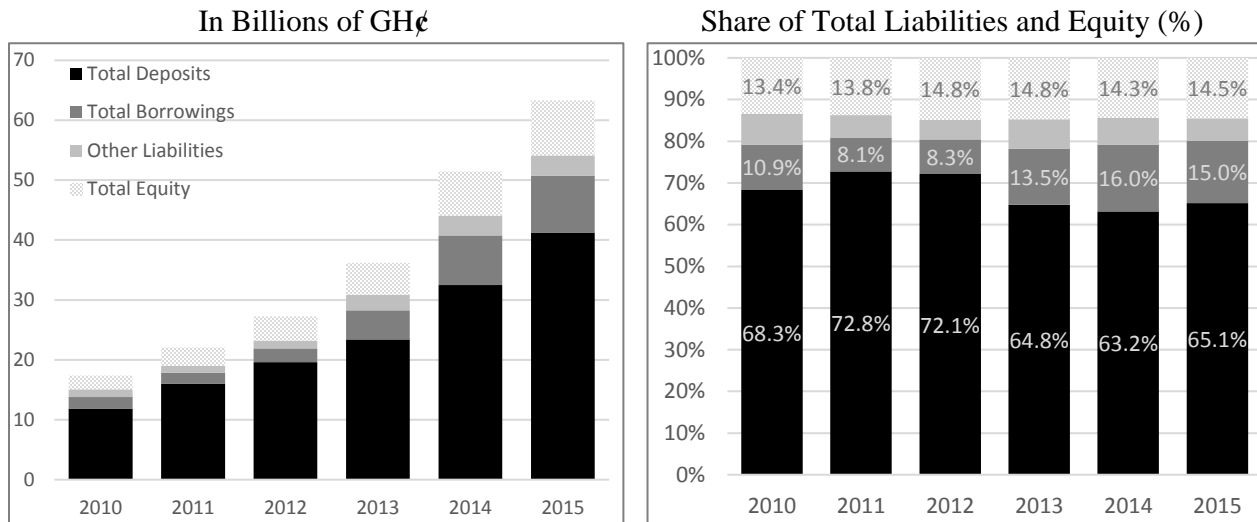 In Billions of GH₵
70
60
50
40
30
20
10
0
Total Deposits
Total Borrowings
Other Liabilities
Total Equity
2010 2011 2012 2013 2014 2015
Share of Total Liabilities and Equity (%)
100%
90%
80%
70%
60%
50%
40%
30%
20%
10%
0%
13.4% 13.8% 14.8% 14.8% 14.3% 14.5%
10.9% 8.1% 8.3% 13.5% 16.0% 15.0%
68.3% 72.8% 72.1% 64.8% 63.2% 65.1%
2010 2011 2012 2013 2014 2015